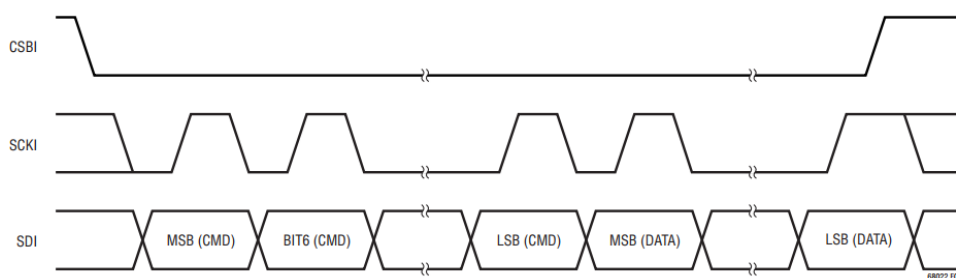 CSBI
SCKI
SDI
MSB (CMD)
BIT6 (CMD)
LSB (CMD)
MSB (DATA)
LSB (DATA)